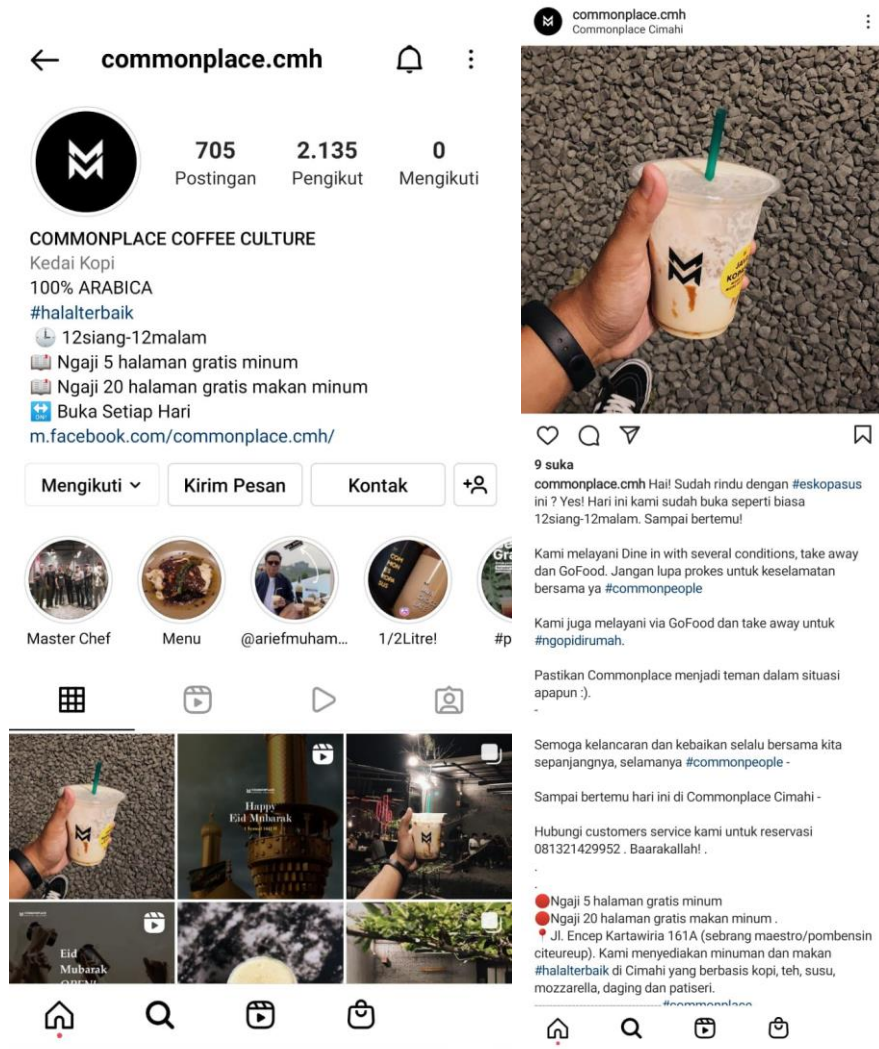 commonplace.cmh
705 2.135 0
Postingan Pengikut Mengikuti
COMMONPLACE COFFEE CULTURE
Kedai Kopi
100% ARABICA
#halalterbaik
12siang-12malam
Ngaji 5 halaman gratis minum
Ngaji 20 halaman gratis makan minum
Buka Setiap Hari
m.facebook.com/commonplace.cmh/
Mengikuti Kirim Pesan Kontak
Master Chef Menu @ariefmuham... 1/2Litre! #p
Happy
Eid Mubarak
Eid
Mubarak
OPEN!
commonplace.cmh
Commonplace Cimahi
9 suka
commonplace.cmh Hai! Sudah rindu dengan #eskopasus
ini ? Yes! Hari ini kami sudah buka seperti biasa
12siang-12malam. Sampai bertemu!
Kami melayani Dine in with several conditions, take away
dan GoFood. Jangan lupa prokes untuk keselamatan
bersama ya #commonpeople
Kami juga melayani via GoFood dan take away untuk
#ngopidirumah.
Pastikan Commonplace menjadi teman dalam situasi
apapun :).
-
Semoga kelancaran dan kebaikan selalu bersama kita
sepanjangnya, selamanya #commonpeople -
Sampai bertemu hari ini di Commonplace Cimahi -
Hubungi customers service kami untuk reservasi
081321429952 . Baarakallah! .
.
.
Ngaji 5 halaman gratis minum
Ngaji 20 halaman gratis makan minum .
Jl. Encep Kartawiria 161A (sebrang maestro/pombensin
citeureup). Kami menyediakan minuman dan makan
#halalterbaik di Cimahi yang berbasis kopi, teh, susu,
mozzarella, daging dan patiseri.
#commonplace